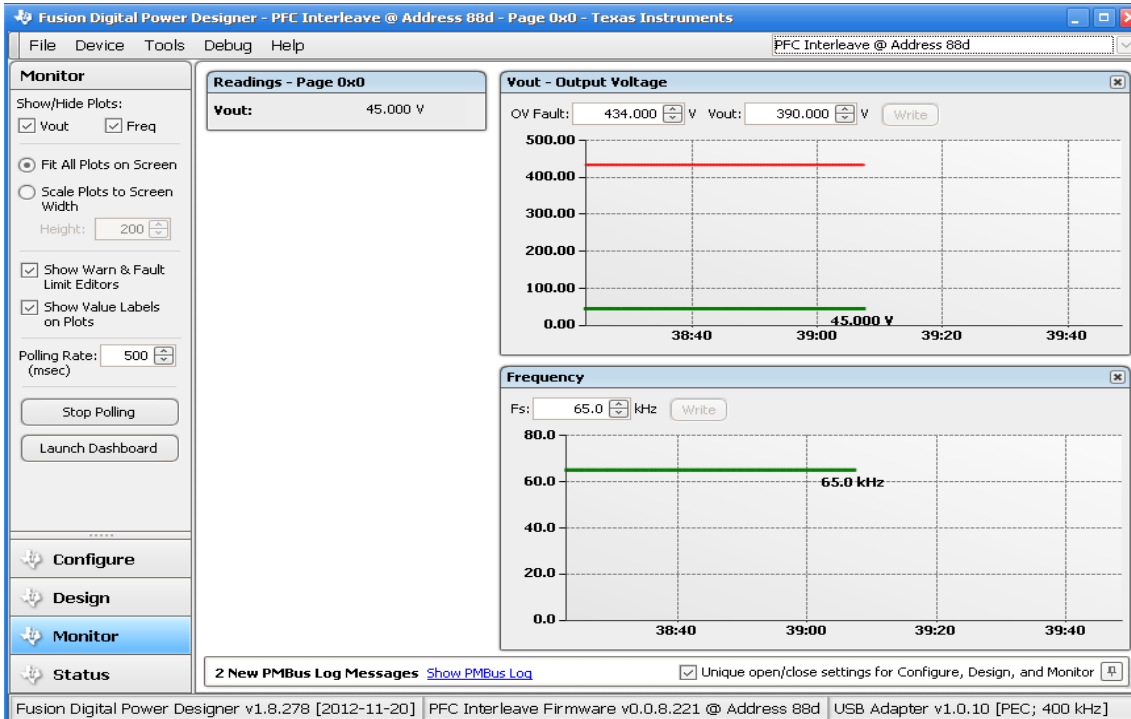 Fusion Digital Power Designer - PFC Interleave @ Address 88d - Page 0x0 - Texas Instruments
File Device Tools Debug Help
PFC Interleave @ Address 88d
Monitor
Show/Hide Plots:
Vout Freq
Fit All Plots on Screen
Scale Plots to Screen
Width
Height: 200
Show Warn & Fault
Limit Editors
Show Value Labels
on Plots
Polling Rate: 500
(msec)
Stop Polling
Launch Dashboard
Configure
Design
Monitor
Status
Readings - Page 0x0
Vout: 45.000 V
Vout - Output Voltage
OV Fault: 434.000 V Vout: 390.000 V Write
500.00
400.00
300.00
200.00
100.00
0.00
45.000 V
38:40 39:00 39:20 39:40
Frequency
Fs: 65.0 kHz Write
80.0
60.0
65.0 kHz
40.0
20.0
0.0
38:40 39:00 39:20 39:40
2 New PMBus Log Messages Show PMBus Log
Unique open/close settings for Configure, Design, and Monitor
Fusion Digital Power Designer v1.8.278 [2012-11-20] PFC Interleave Firmware v0.0.8.221 @ Address 88d USB Adapter v1.0.10 [PEC; 400 kHz]